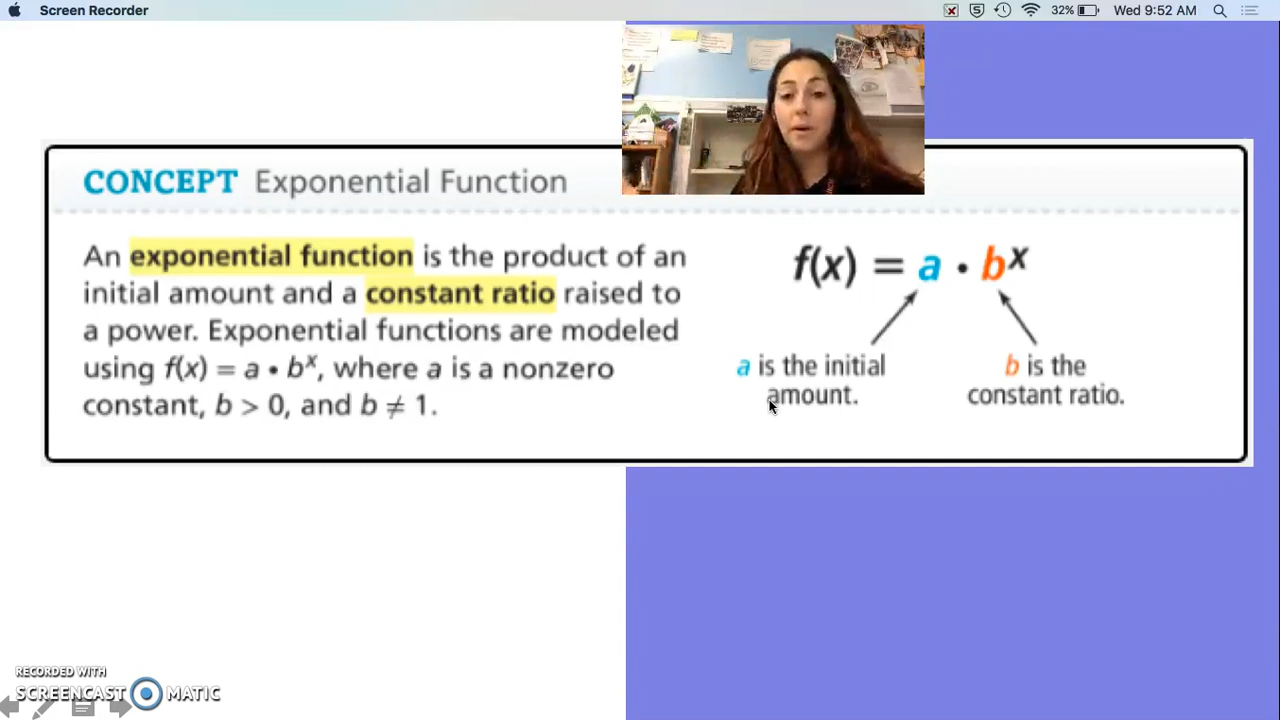 Screen Recorder
32%
Wed 9:52 AM
CONCEPT Exponential Function
An exponential function is the product of an
initial amount and a constant ratio raised to
a power. Exponential functions are modeled
using f(x) = a • bˣ, where a is a nonzero
constant, b > 0, and b ≠ 1.
f(x) = a • bˣ
a is the initial
amount.
b is the
constant ratio.
RECORDED WITH
SCREENCAST MATIC